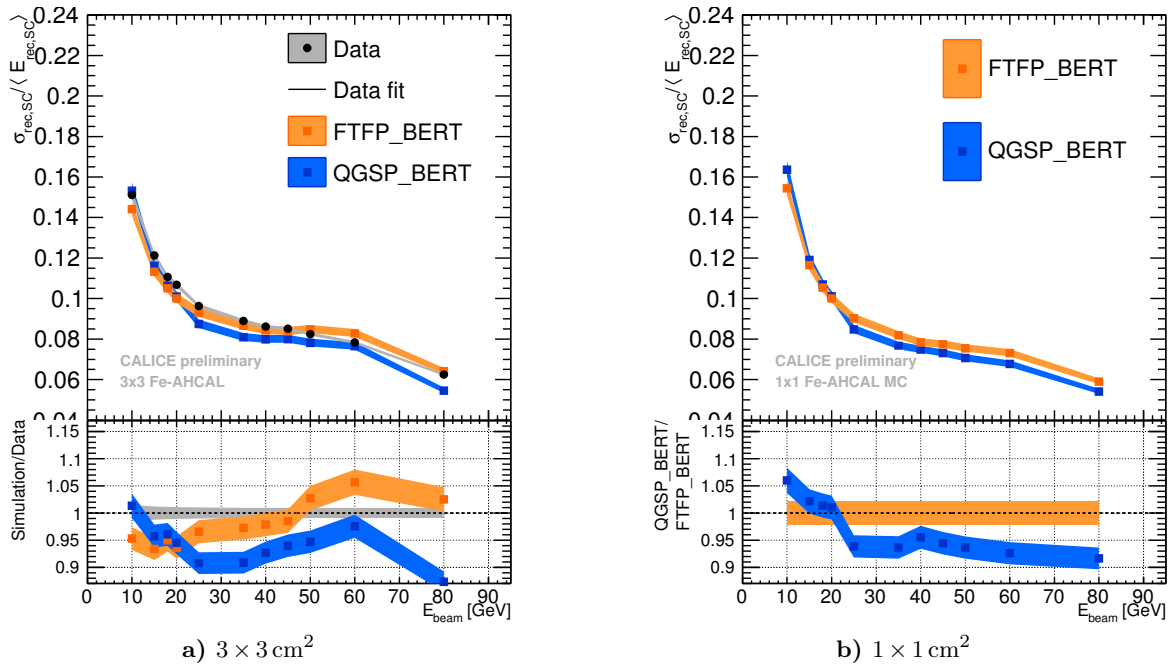 σ_rec,SC/⟨ E_rec,SC⟩
0.24
0.22
0.2
0.18
0.16
0.14
0.12
0.1
0.08
0.06
0.04
Data
Data fit
FTFP_BERT
QGSP_BERT
CALICE preliminary
3x3 Fe-AHCAL
Simulation/Data
1.15
1.1
1.05
1
0.95
0.9
0 10 20 30 40 50 60 70 80 90
E_beam [GeV]
a) 3 × 3 cm²
σ_rec,SC/⟨ E_rec,SC⟩
0.24
0.22
0.2
0.18
0.16
0.14
0.12
0.1
0.08
0.06
0.04
FTFP_BERT
QGSP_BERT
CALICE preliminary
1x1 Fe-AHCAL MC
QGSP_BERT/
FTFP_BERT
1.15
1.1
1.05
1
0.95
0.9
0 10 20 30 40 50 60 70 80 90
E_beam [GeV]
b) 1 × 1 cm²